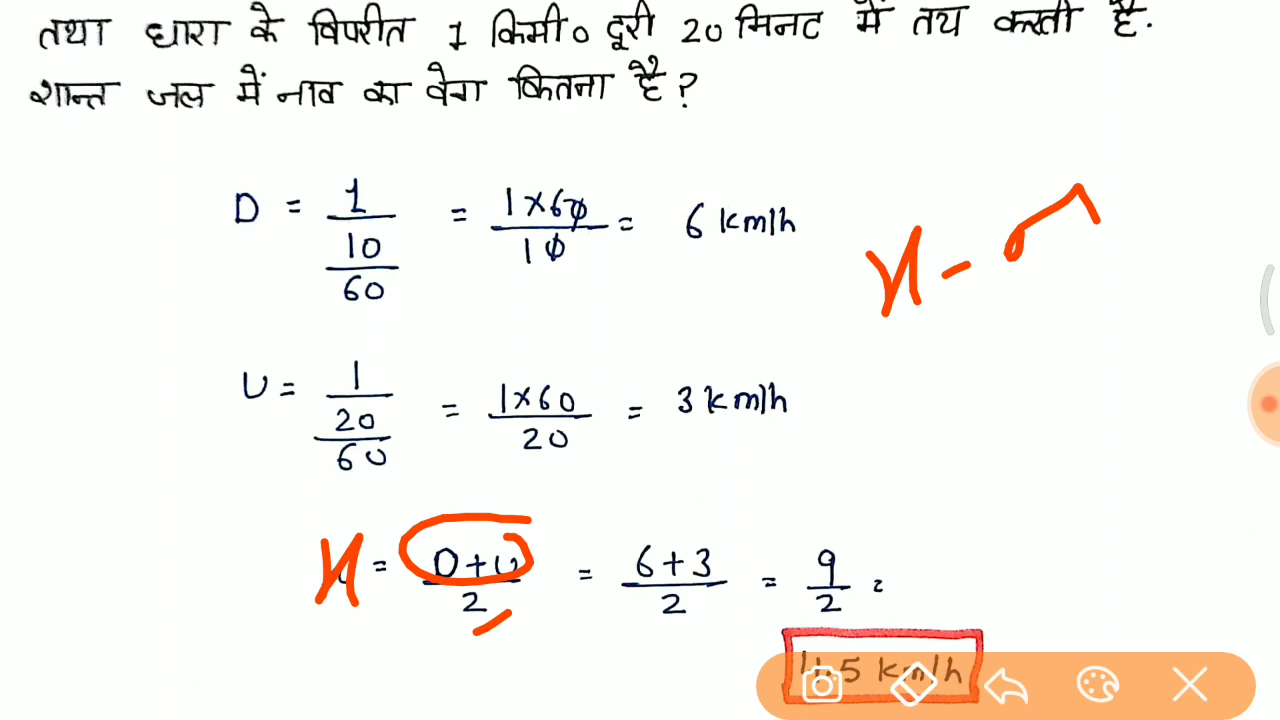 तथा धारा के विपरीत 1 किमी० दूरी 20 मिनट में तय करती है.
शान्त जल में नाव का वेग कितना है?
D = 1/(10/60) = 1×60/10 = 6 km/h
U = 1/(20/60) = 1×60/20 = 3 km/h
x = D+U/2 = 6+3/2 = 9/2 =
4.5 km/h